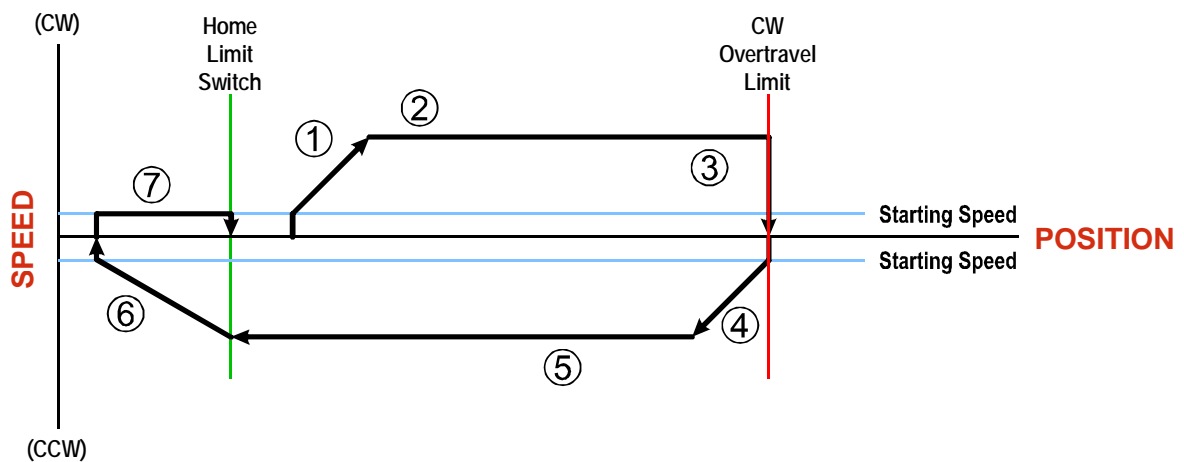 (CW)
Home
Limit
Switch
CW
Overtravel
Limit
①
②
③
⑦
Starting Speed
SPEED
POSITION
Starting Speed
⑥
④
⑤
(CCW)